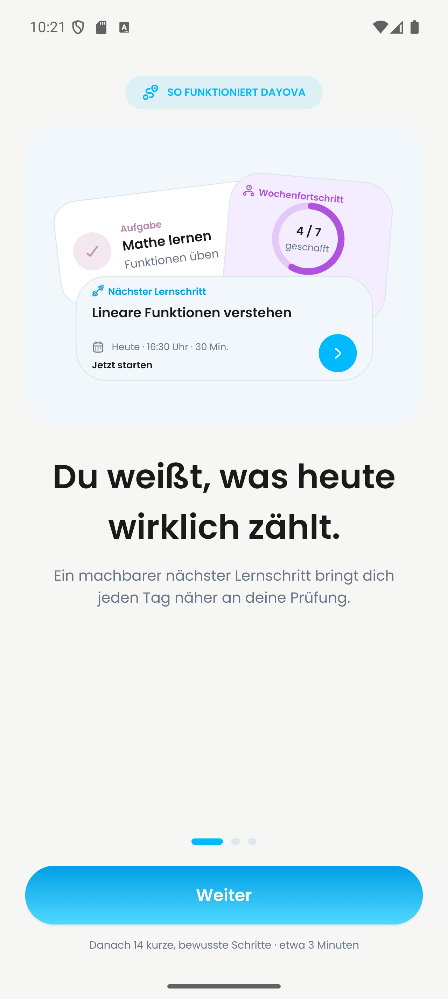 10:21
SO FUNKTIONIERT DAYOVA
Wochenfortschritt
4 / 7
geschafft
Aufgabe
Mathe lernen
Funktionen üben
Nächster Lernschritt
Lineare Funktionen verstehen
Heute · 16:30 Uhr · 30 Min.
Jetzt starten
Du weißt, was heute
wirklich zählt.
Ein machbarer nächster Lernschritt bringt dich
jeden Tag näher an deine Prüfung.
Weiter
Danach 14 kurze, bewusste Schritte · etwa 3 Minuten